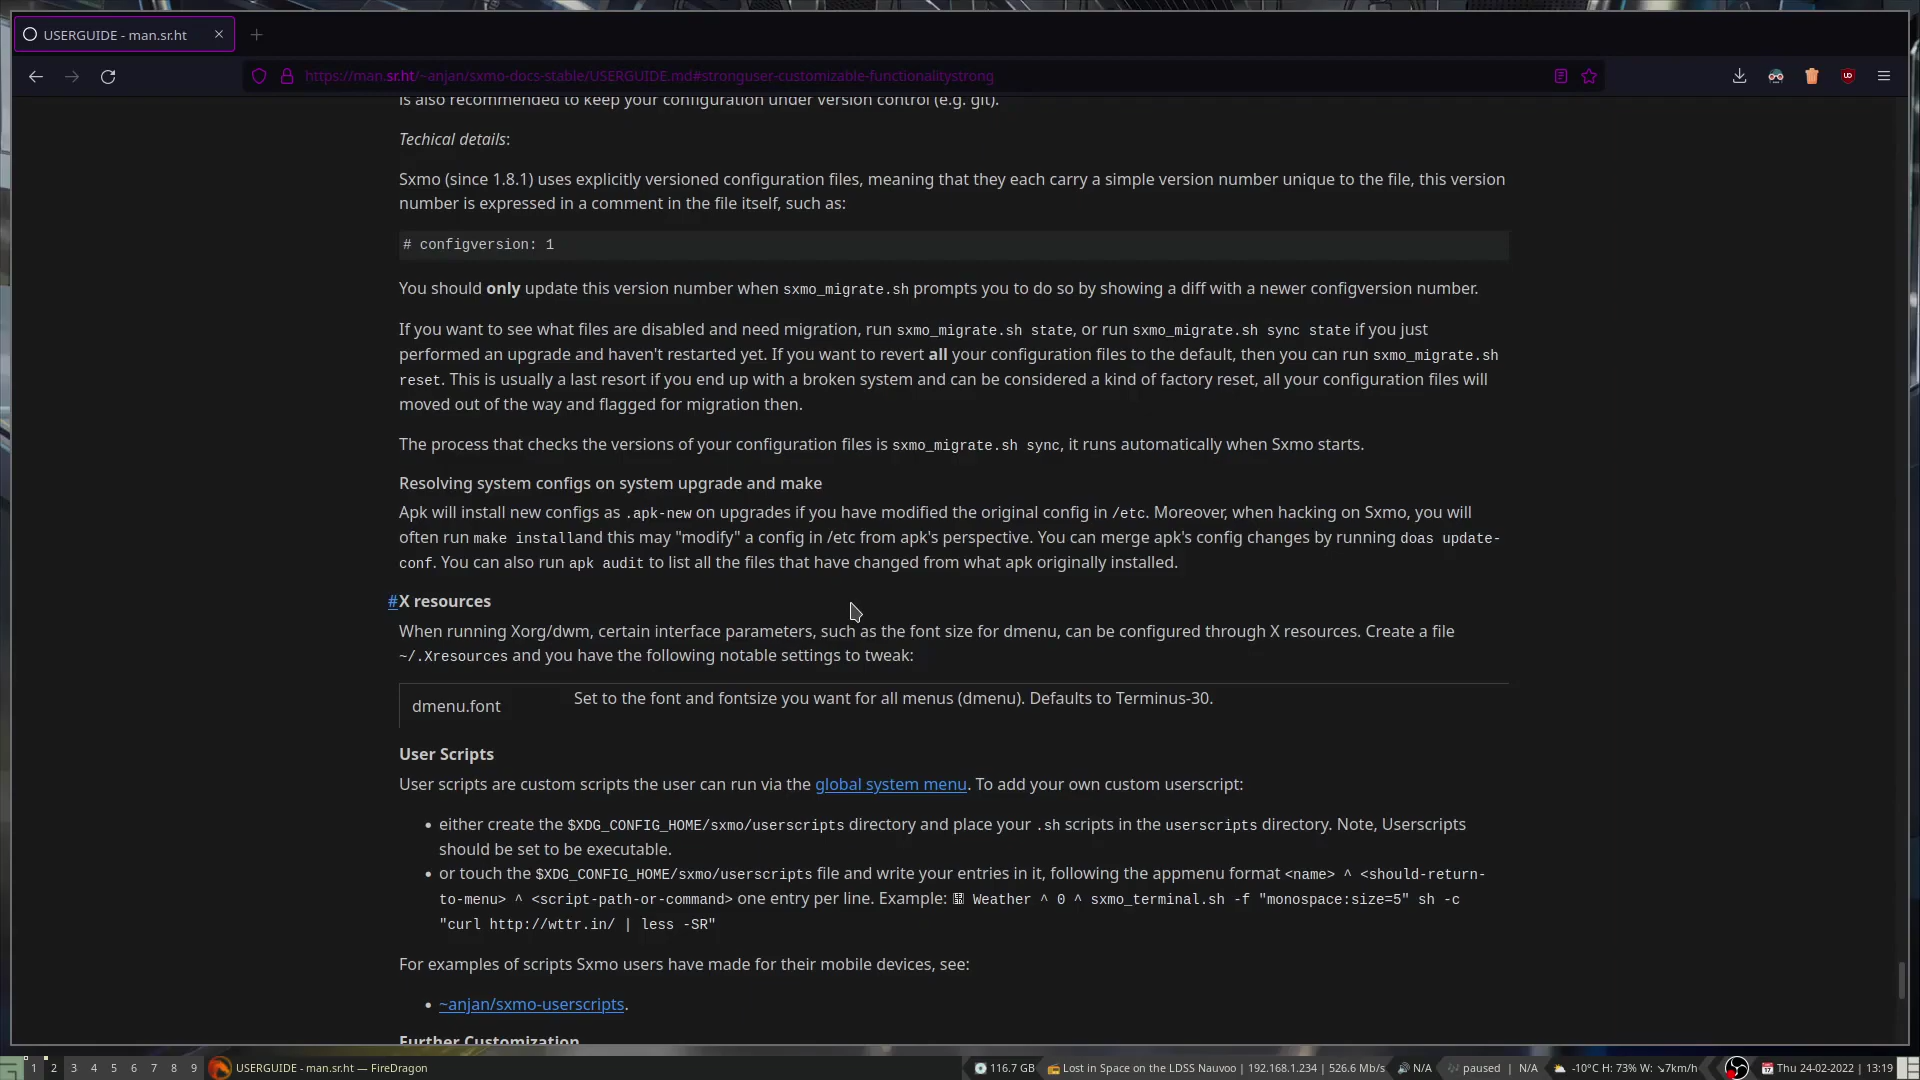 USERGUIDE - man.sr.ht
https://man.sr.ht/~anjan/sxmo-docs-stable/USERGUIDE.md#stronguser-customizable-functionalitystrong
is also recommended to keep your configuration under version control (e.g. git).
Techical details:
Sxmo (since 1.8.1) uses explicitly versioned configuration files, meaning that they each carry a simple version number unique to the file, this version
number is expressed in a comment in the file itself, such as:
# configversion: 1
You should only update this version number when sxmo_migrate.sh prompts you to do so by showing a diff with a newer configversion number.
If you want to see what files are disabled and need migration, run sxmo_migrate.sh state, or run sxmo_migrate.sh sync state if you just
performed an upgrade and haven't restarted yet. If you want to revert all your configuration files to the default, then you can run sxmo_migrate.sh
reset. This is usually a last resort if you end up with a broken system and can be considered a kind of factory reset, all your configuration files will
moved out of the way and flagged for migration then.
The process that checks the versions of your configuration files is sxmo_migrate.sh sync, it runs automatically when Sxmo starts.
Resolving system configs on system upgrade and make
Apk will install new configs as .apk-new on upgrades if you have modified the original config in /etc. Moreover, when hacking on Sxmo, you will
often run make installand this may "modify" a config in /etc from apk's perspective. You can merge apk's config changes by running doas update-
conf. You can also run apk audit to list all the files that have changed from what apk originally installed.
#X resources
When running Xorg/dwm, certain interface parameters, such as the font size for dmenu, can be configured through X resources. Create a file
~/.Xresources and you have the following notable settings to tweak:
dmenu.font Set to the font and fontsize you want for all menus (dmenu). Defaults to Terminus-30.
User Scripts
User scripts are custom scripts the user can run via the global system menu. To add your own custom userscript:
• either create the $XDG_CONFIG_HOME/sxmo/userscripts directory and place your .sh scripts in the userscripts directory. Note, Userscripts
should be set to be executable.
• or touch the $XDG_CONFIG_HOME/sxmo/userscripts file and write your entries in it, following the appmenu format <name> ^ <should-return-
to-menu> ^ <script-path-or-command> one entry per line. Example: Weather ^ 0 ^ sxmo_terminal.sh -f "monospace:size=5" sh -c
"curl http://wttr.in/ | less -SR"
For examples of scripts Sxmo users have made for their mobile devices, see:
• ~anjan/sxmo-userscripts.
Further Customization
1 2 3 4 5 6 7 8 9 USERGUIDE - man.sr.ht — FireDragon 116.7 GB Lost in Space on the LDSS Nauvoo | 192.168.1.234 | 526.6 Mb/s N/A paused | N/A -10°C H: 73% W: ↘7km/h Thu 24-02-2022 | 13:19